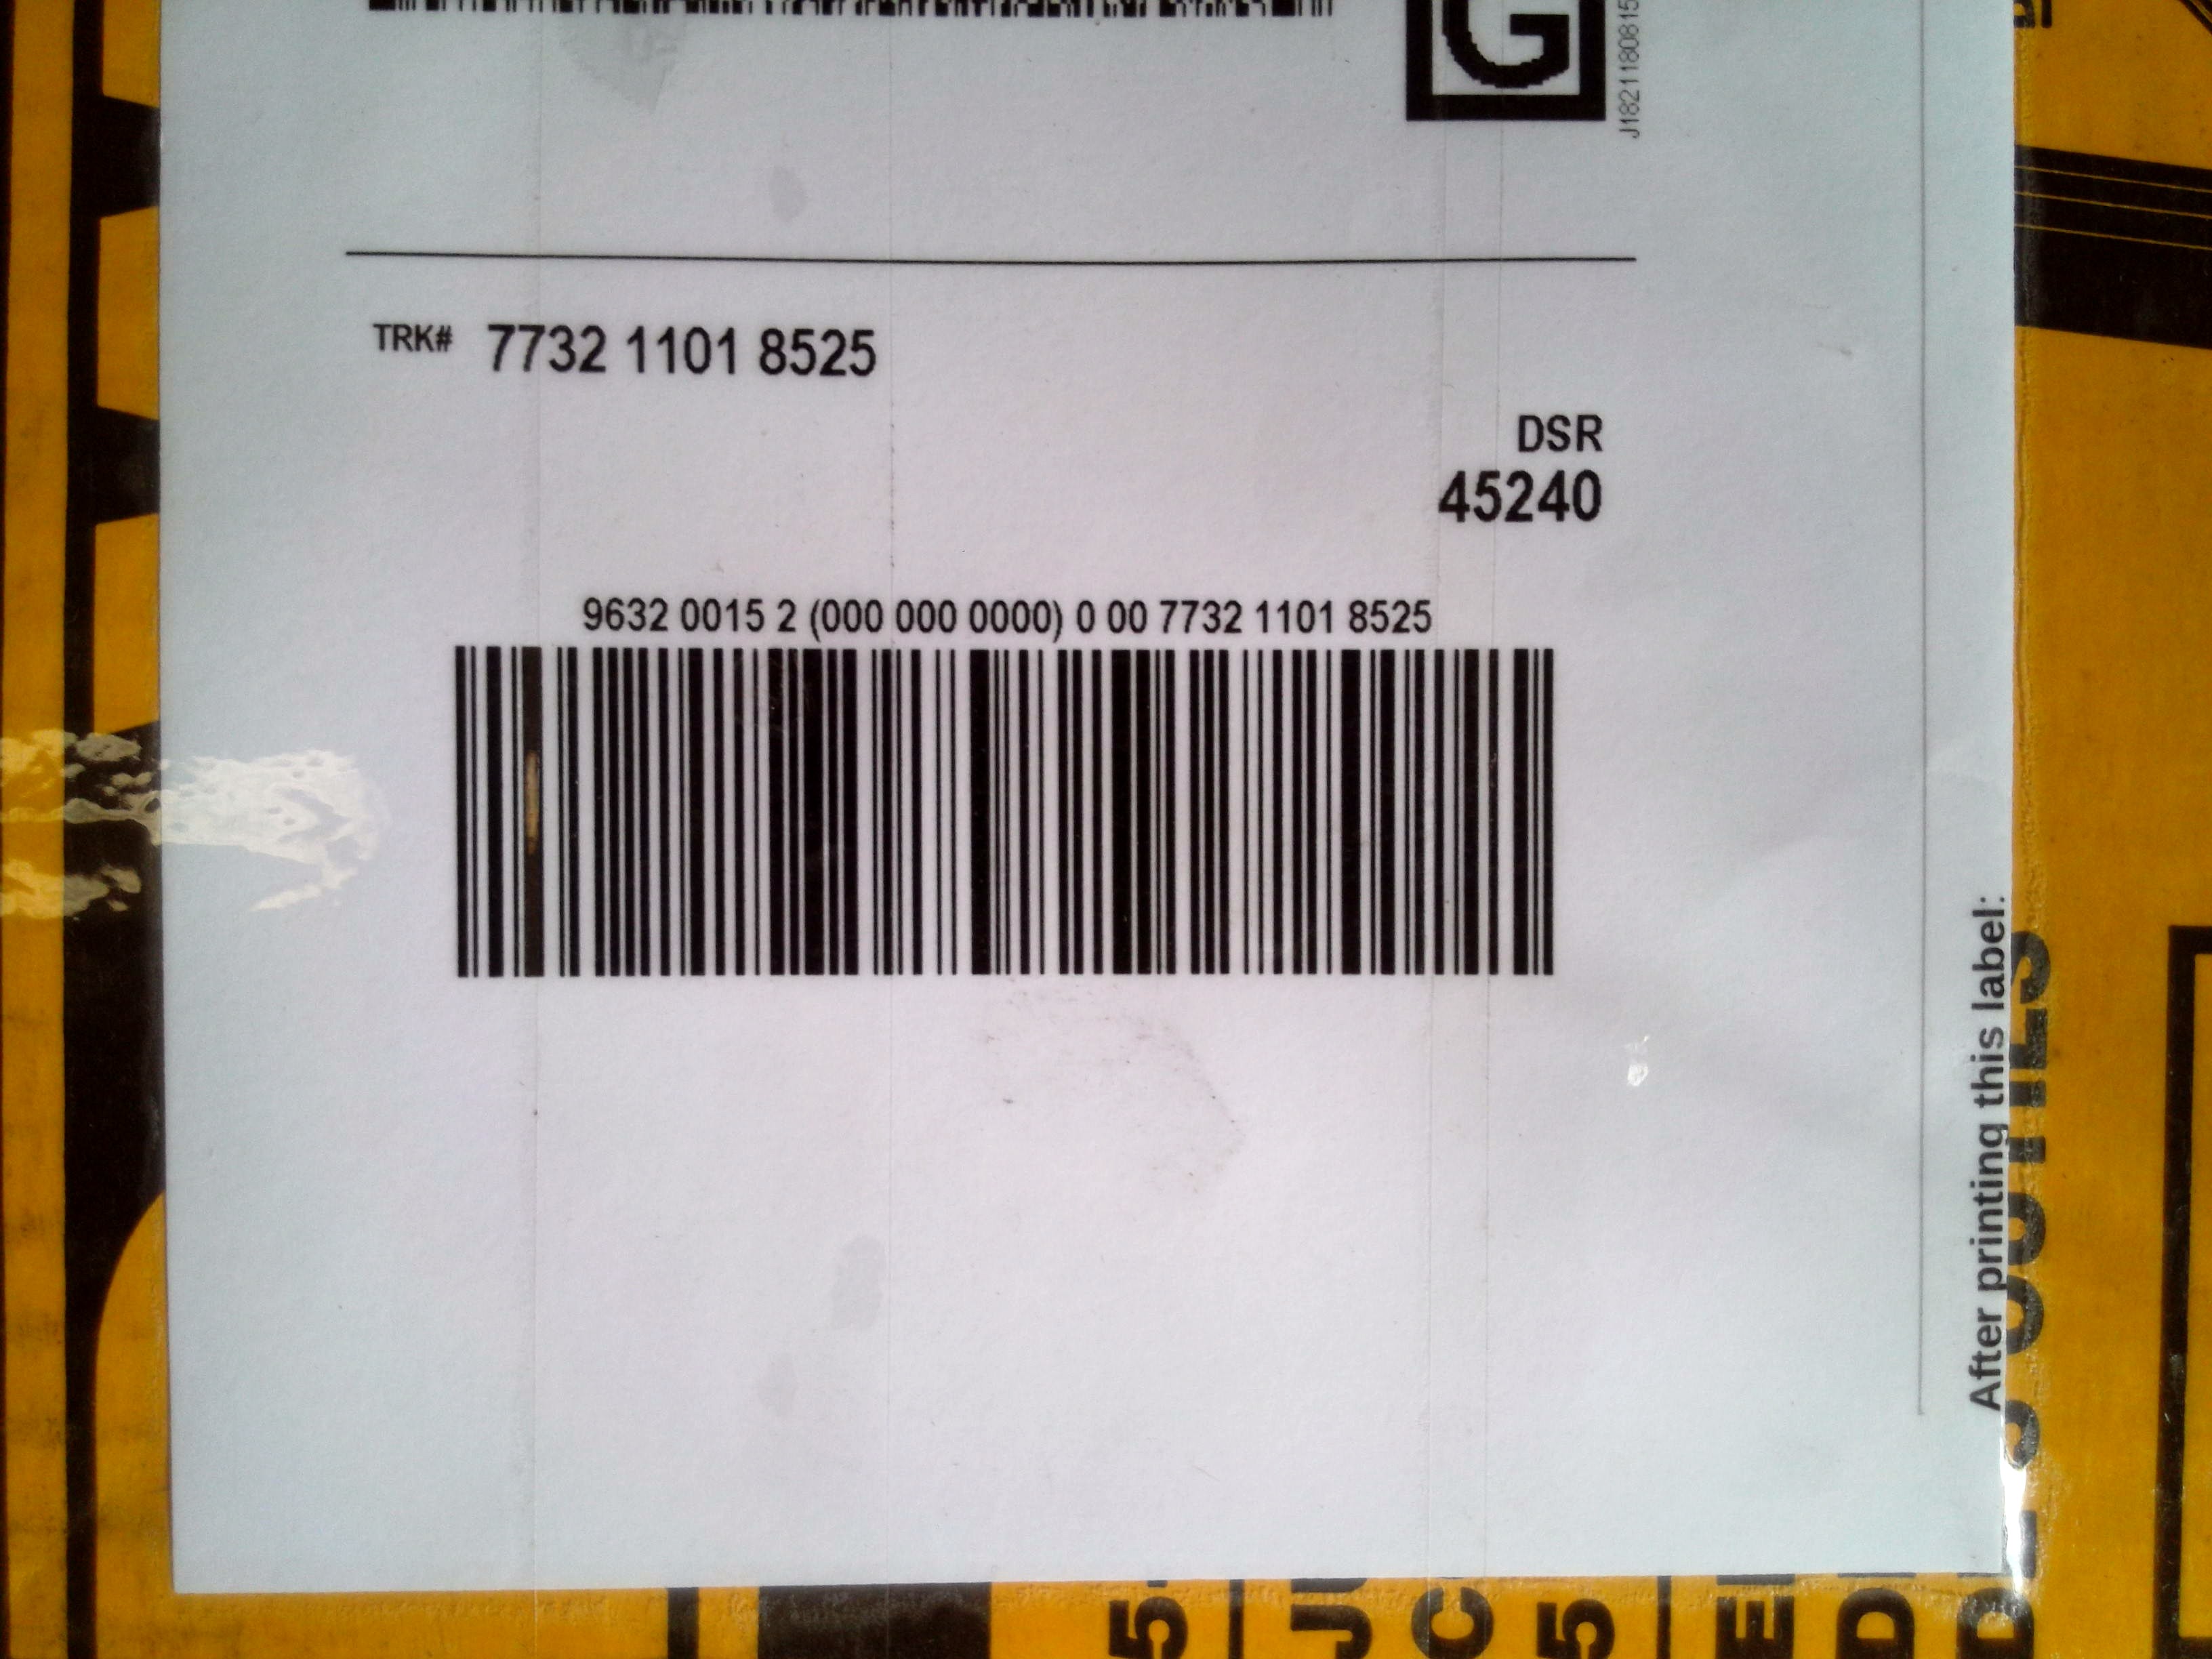 G
J18211808815
TRK# 7732 1101 8525
DSR
45240
9632 0015 2 (000 000 0000) 0 00 7732 1101 8525
After printing this label: